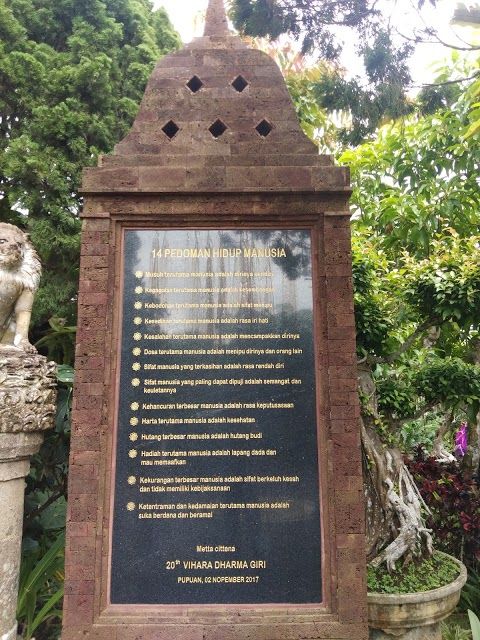 14 PEDOMAN HIDUP MANUSIA
Musuh terutama manusia adalah dirinya sendiri
Kegagalan terutama manusia adalah kesombongan
Kebodohan terutama manusia adalah sifat menipu
Kesedihan terutama manusia adalah rasa iri hati
Kesalahan terutama manusia adalah mencampakkan dirinya
Dosa terutama manusia adalah menipu dirinya dan orang lain
Sifat manusia yang terkasihan adalah rasa rendah diri
Sifat manusia yang paling dapat dipuji adalah semangat dan
keuletannya
Kehancuran terbesar manusia adalah rasa keputusasaan
Harta terutama manusia adalah kesehatan
Hutang terbesar manusia adalah hutang budi
Hadiah terutama manusia adalah lapang dada dan
mau memaafkan
Kekurangan terbesar manusia adalah sifat berkeluh kesah
dan tidak memiliki kebijaksanaan
Ketentraman dan kedamaian terutama manusia adalah
suka berdana dan beramal
Metta cittena
20th VIHARA DHARMA GIRI
PUPUAN, 02 NOPEMBER 2017